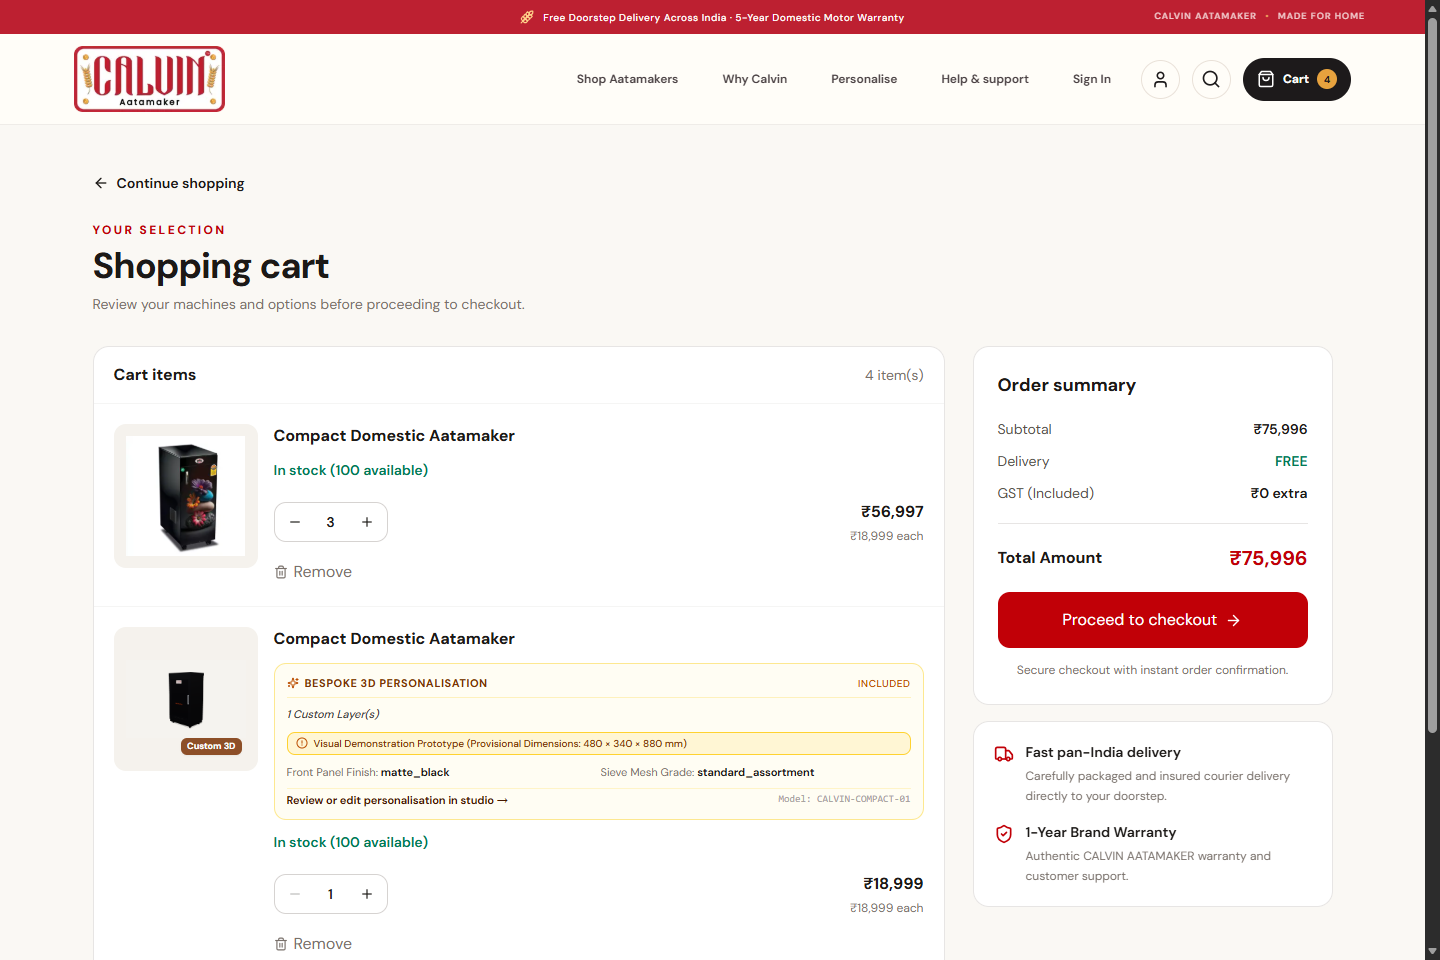 Free Doorstep Delivery Across India · 5-Year Domestic Motor Warranty
CALVIN AATAMAKER • MADE FOR HOME
CALVIN
Aatamaker
Shop Aatamakers
Why Calvin
Personalise
Help & support
Sign In
Cart 4
← Continue shopping
YOUR SELECTION
Shopping cart
Review your machines and options before proceeding to checkout.
Cart items
4 item(s)
Compact Domestic Aatamaker
In stock (100 available)
− 3 +
₹56,997
₹18,999 each
Remove
Compact Domestic Aatamaker
Custom 3D
BESPOKE 3D PERSONALISATION
INCLUDED
1 Custom Layer(s)
Visual Demonstration Prototype (Provisional Dimensions: 480 × 340 × 880 mm)
Front Panel Finish: matte_black
Sieve Mesh Grade: standard_assortment
Review or edit personalisation in studio →
Model: CALVIN-COMPACT-01
In stock (100 available)
− 1 +
₹18,999
₹18,999 each
Remove
Order summary
Subtotal ₹75,996
Delivery FREE
GST (Included) ₹0 extra
Total Amount ₹75,996
Proceed to checkout →
Secure checkout with instant order confirmation.
Fast pan-India delivery
Carefully packaged and insured courier delivery
directly to your doorstep.
1-Year Brand Warranty
Authentic CALVIN AATAMAKER warranty and
customer support.